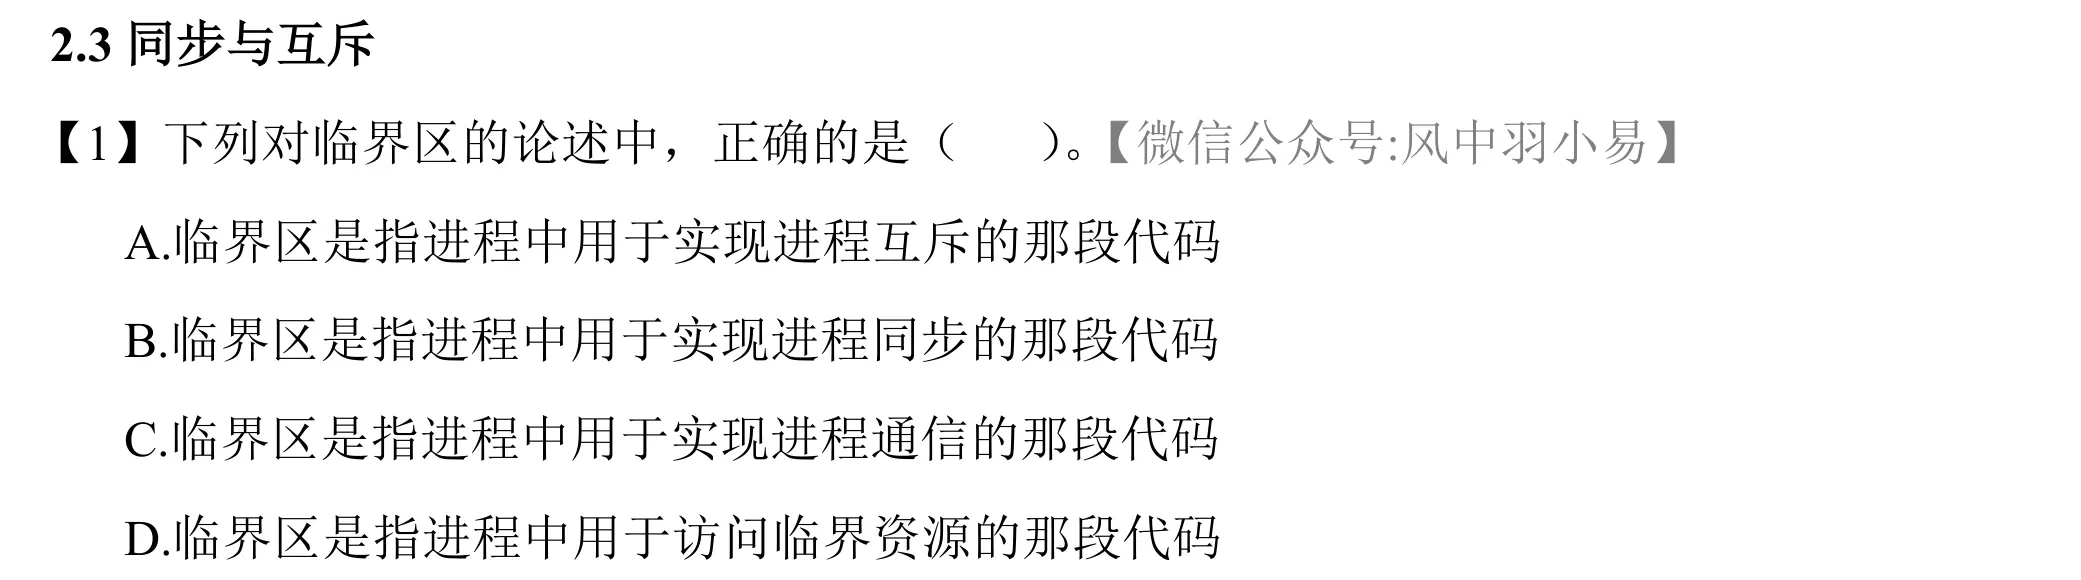 2.3 同步与互斥
【1】下列对临界区的论述中，正确的是（    ）。【微信公众号:风中羽小易】
A.临界区是指进程中用于实现进程互斥的那段代码
B.临界区是指进程中用于实现进程同步的那段代码
C.临界区是指进程中用于实现进程通信的那段代码
D.临界区是指进程中用于访问临界资源的那段代码